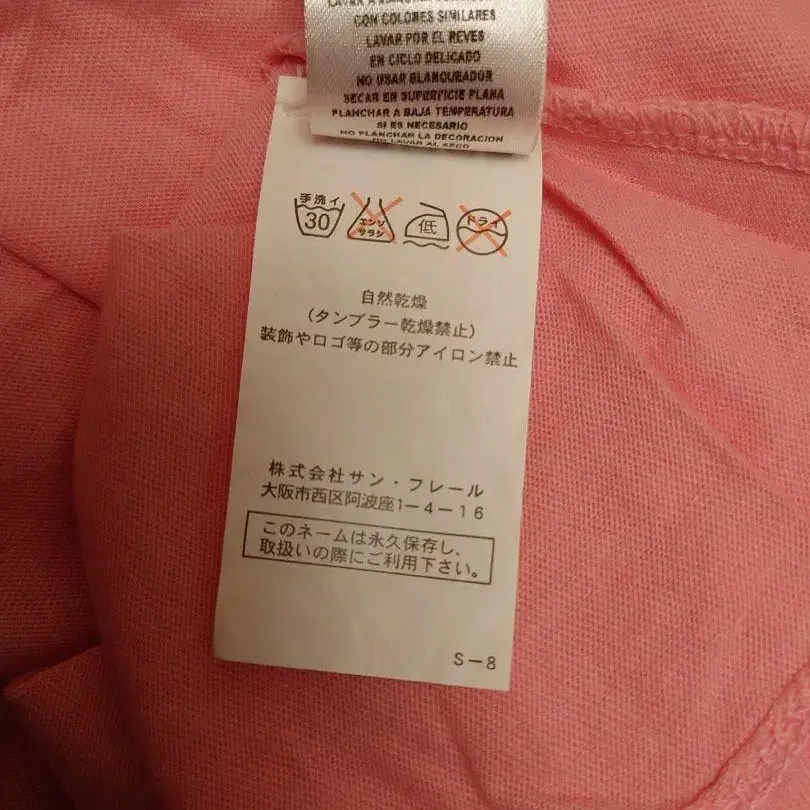 CON COLORES SIMILARES
LAVAR POR EL REVES
EN CICLO DELICADO
NO USAR BLANQUEADOR
SECAR EN SUPERFICIE PLANA
PLANCHAR A BAJA TEMPERATURA
SI ES NECESARIO
NO PLANCHAR LA DECORACION
NO LAVAR AL SECO
手洗イ 30 エンソ サラシ 低 ドライ
自然乾燥
(タンブラー乾燥禁止)
装飾やロゴ等の部分アイロン禁止
株式会社サン・フレール
大阪市西区阿波座1-4-16
このネームは永久保存し、
取扱いの際にご利用下さい。
S-8